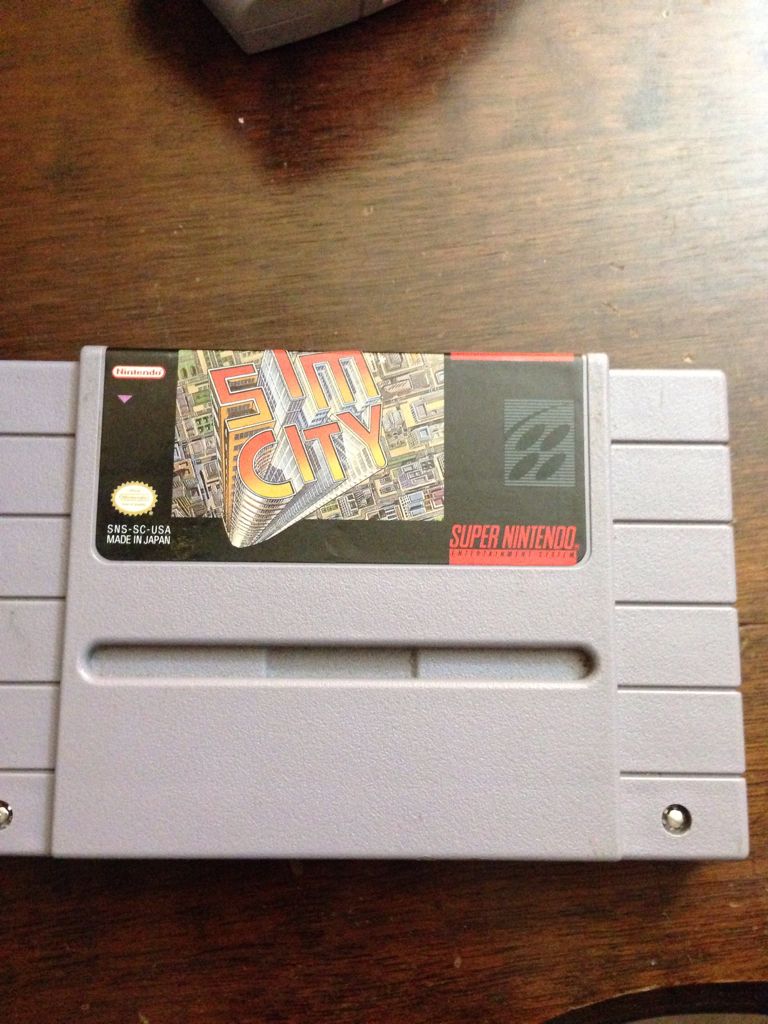 Nintendo
SIM
CITY
SNS-SC-USA
MADE IN JAPAN
SUPER NINTENDO
ENTERTAINMENT SYSTEM